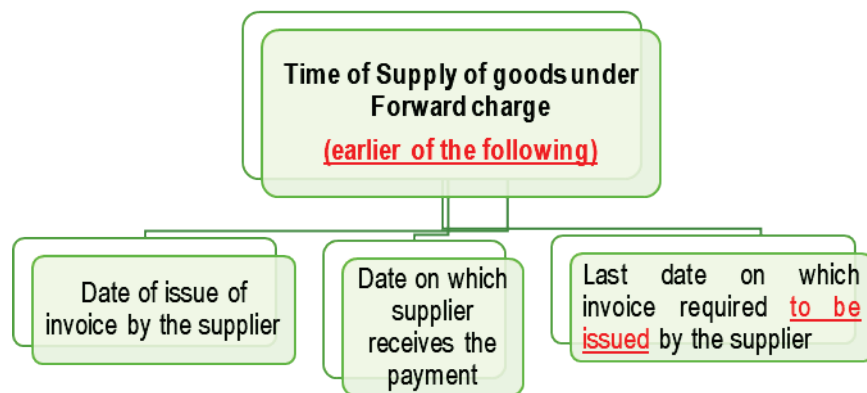 Time of Supply of goods under
Forward charge
(earlier of the following)
Date of issue of
invoice by the supplier
Date on which
supplier
receives the
payment
Last date on which
invoice required to be
issued by the supplier